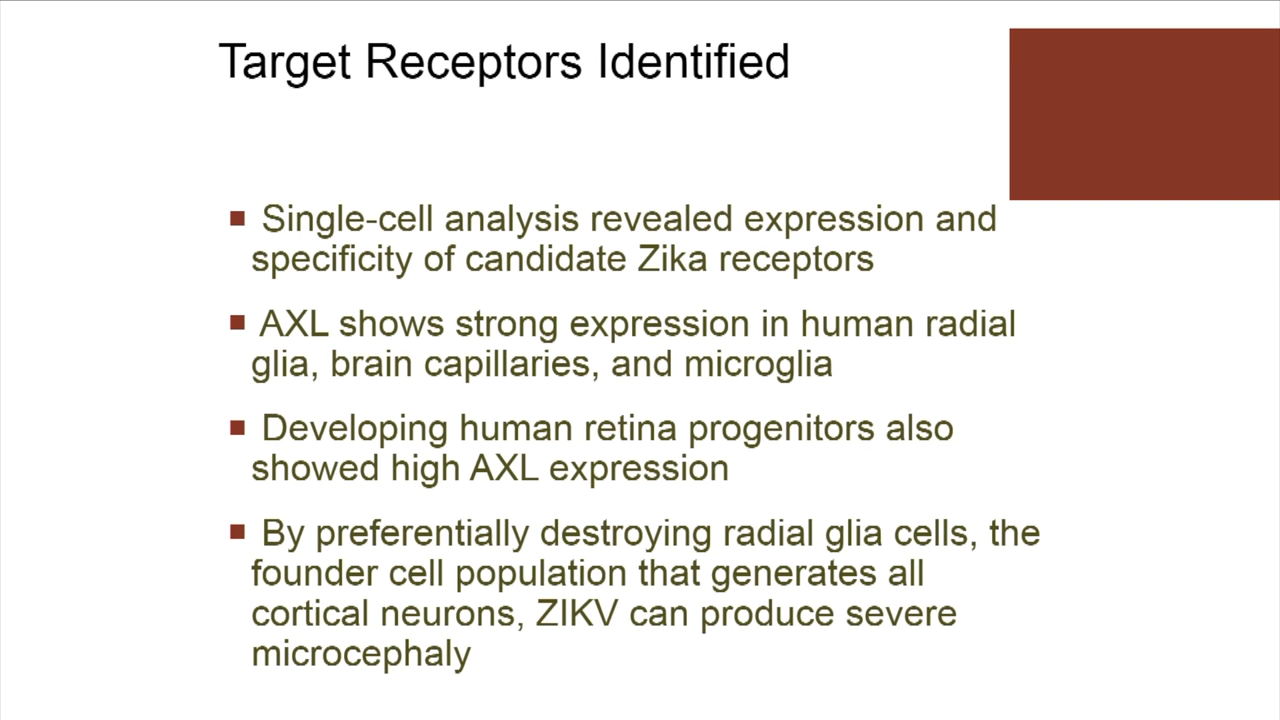 Target Receptors Identified
Single-cell analysis revealed expression and
specificity of candidate Zika receptors
AXL shows strong expression in human radial
glia, brain capillaries, and microglia
Developing human retina progenitors also
showed high AXL expression
By preferentially destroying radial glia cells, the
founder cell population that generates all
cortical neurons, ZIKV can produce severe
microcephaly